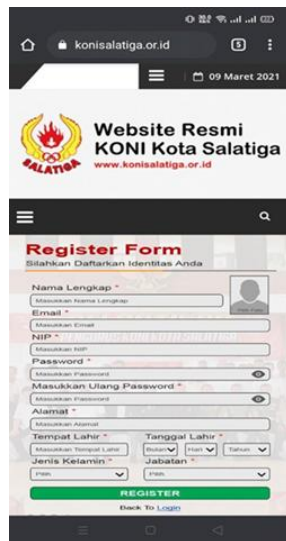 konisalatiga.or.id
5
09 Maret 2021
SALATIGA
Website Resmi
KONI Kota Salatiga
www.konisalatiga.or.id
Register Form
Silahkan Daftarkan Identitas Anda
Nama Lengkap *
Masukkan Nama Lengkap
Email *
Masukkan Email
NIP *
Masukkan NIP
Password *
Masukkan Password
Masukkan Ulang Password *
Masukkan Password
Alamat *
Masukkan Alamat
Tempat Lahir * Tanggal Lahir *
Masukkan Tempat Lahir Bulan Hari Tahun
Jenis Kelamin * Jabatan *
Pilih Pilih
REGISTER
Back To Login